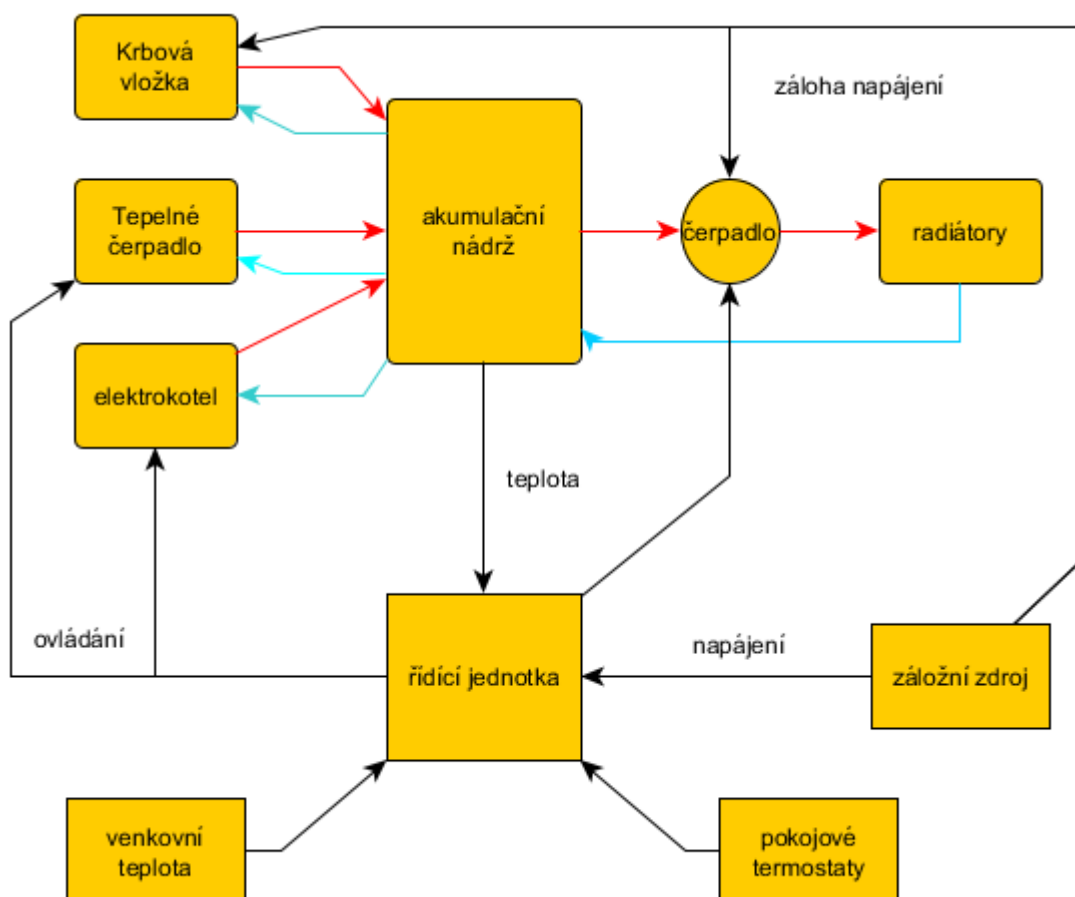 Krbová
vložka
záloha napájení
Tepelné
čerpadlo
akumulační
nádrž
čerpadlo
radiátory
elektrokotel
teplota
ovládání
řídící jednotka
napájení
záložní zdroj
venkovní
teplota
pokojové
termostaty